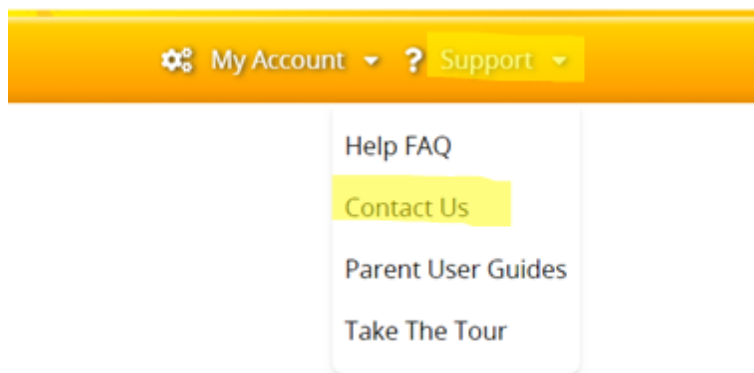 My Account ? Support
Help FAQ
Contact Us
Parent User Guides
Take The Tour